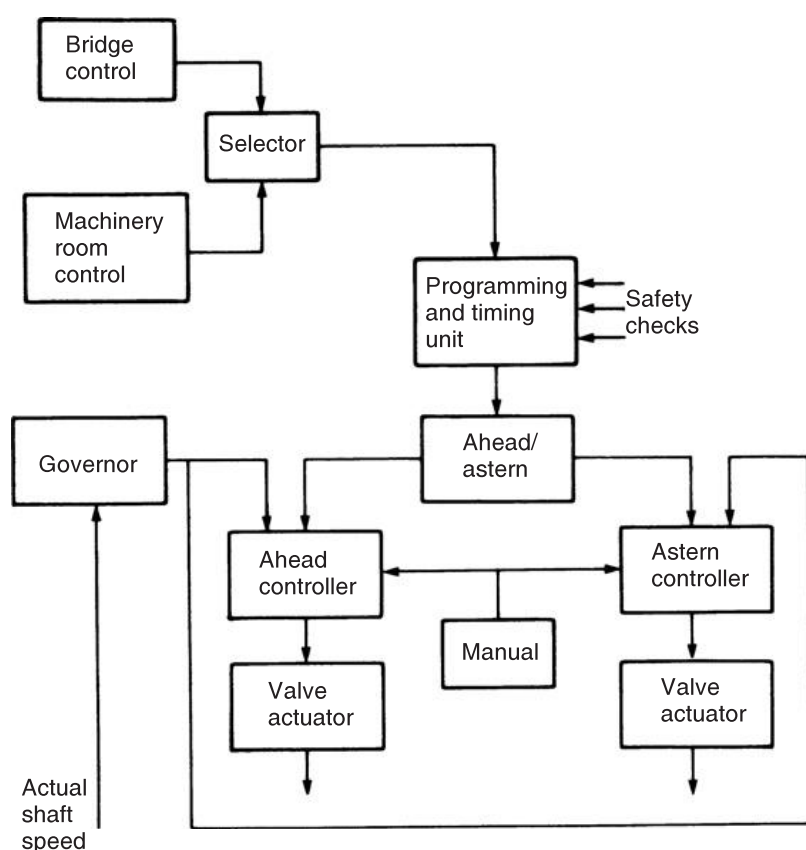 Bridge
control
Selector
Machinery
room
control
Programming
and timing
unit
Safety
checks
Governor
Ahead/
astern
Ahead
controller
Astern
controller
Manual
Valve
actuator
Valve
actuator
Actual
shaft
speed